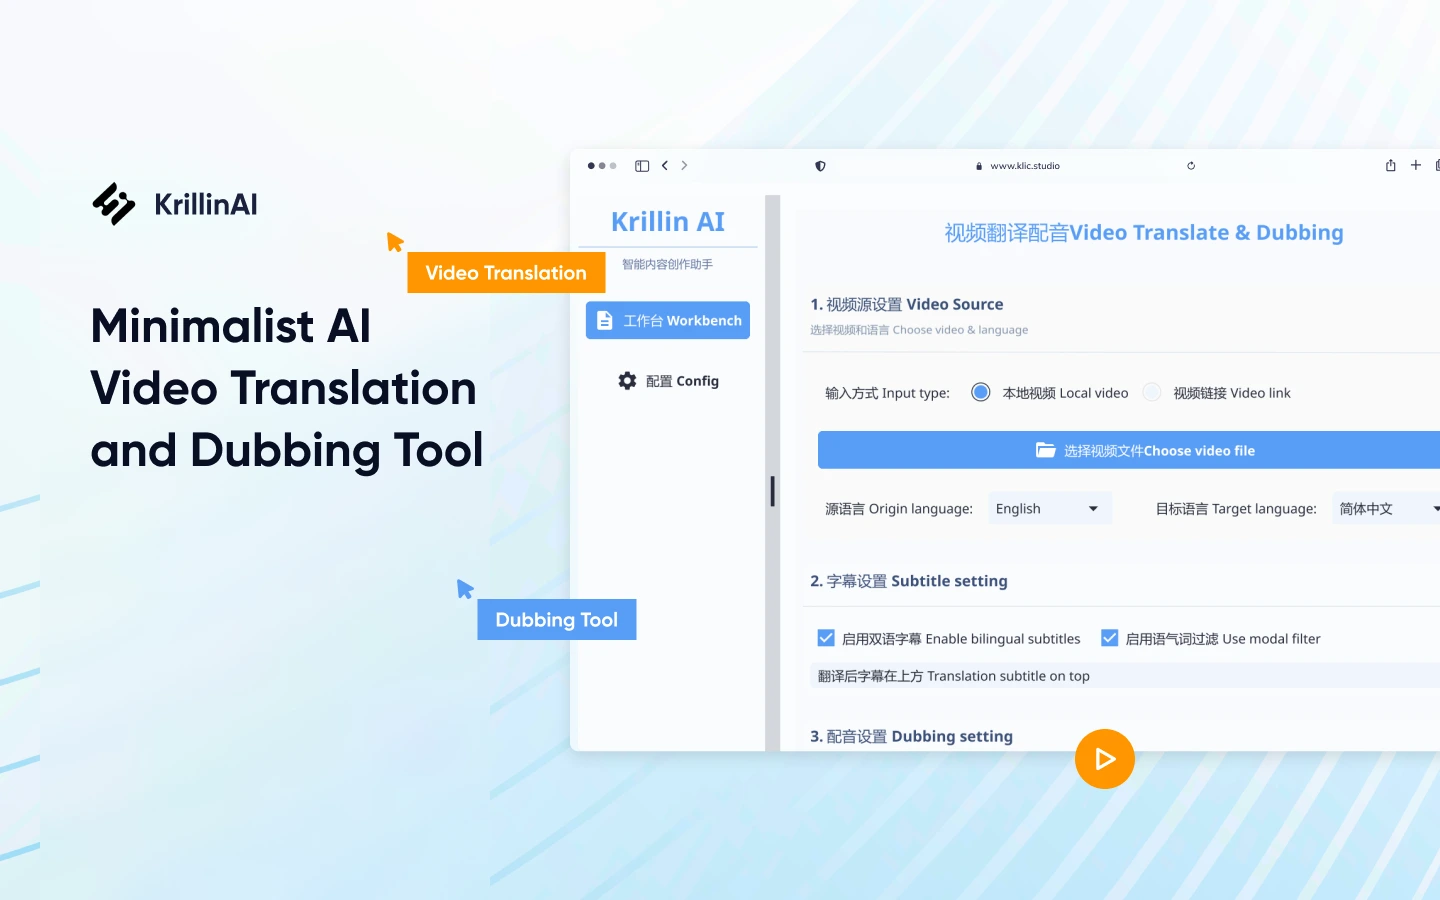 KrillinAI
Video Translation
Minimalist AI
Video Translation
and Dubbing Tool
Dubbing Tool
www.klic.studio
Krillin AI
智能内容创作助手
工作台 Workbench
配置 Config
视频翻译配音Video Translate & Dubbing
1. 视频源设置 Video Source
选择视频和语言 Choose video & language
输入方式 Input type: 本地视频 Local video 视频链接 Video link
选择视频文件Choose video file
源语言 Origin language: English 目标语言 Target language: 简体中文
2. 字幕设置 Subtitle setting
启用双语字幕 Enable bilingual subtitles 启用语气词过滤 Use modal filter
翻译后字幕在上方 Translation subtitle on top
3. 配音设置 Dubbing setting